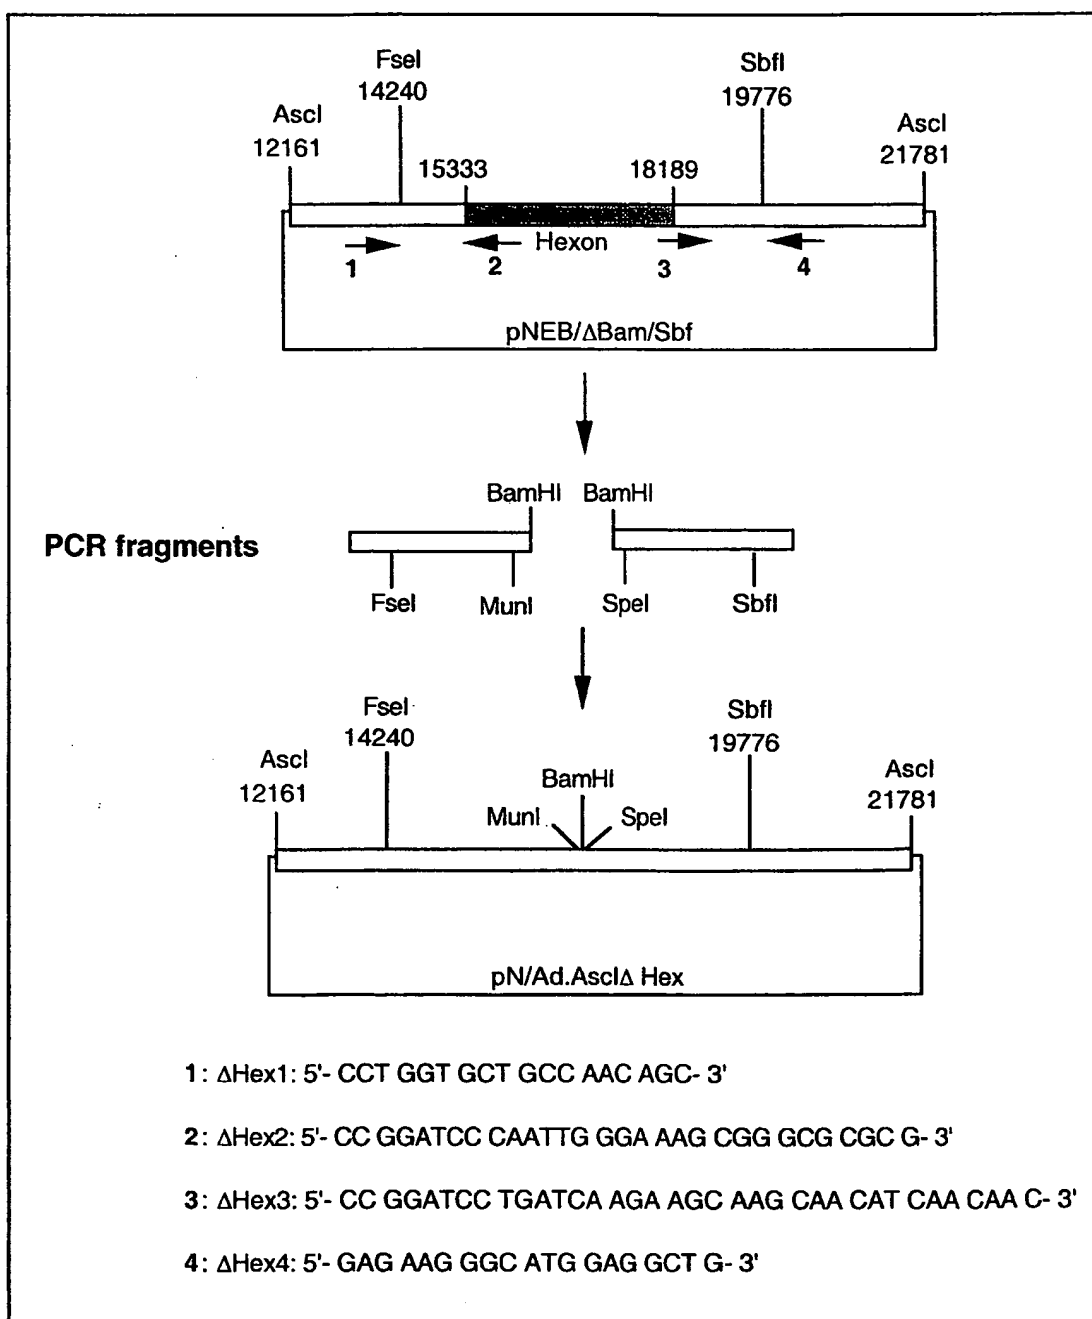 FseI
14240
SbfI
19776
AscI
12161
AscI
21781
15333
18189
Hexon
1
2
3
4
pNEB/ΔBam/Sbf
BamHI BamHI
PCR fragments
FseI MunI SpeI SbfI
FseI
14240
SbfI
19776
AscI
12161
AscI
21781
BamHI
MunI SpeI
pN/Ad.AscIΔ Hex
1: ΔHex1: 5'- CCT GGT GCT GCC AAC AGC- 3'
2: ΔHex2: 5'- CC GGATCC CAATTG GGA AAG CGG GCG CGC G- 3'
3: ΔHex3: 5'- CC GGATCC TGATCA AGA AGC AAG CAA CAT CAA CAA C- 3'
4: ΔHex4: 5'- GAG AAG GGC ATG GAG GCT G- 3'